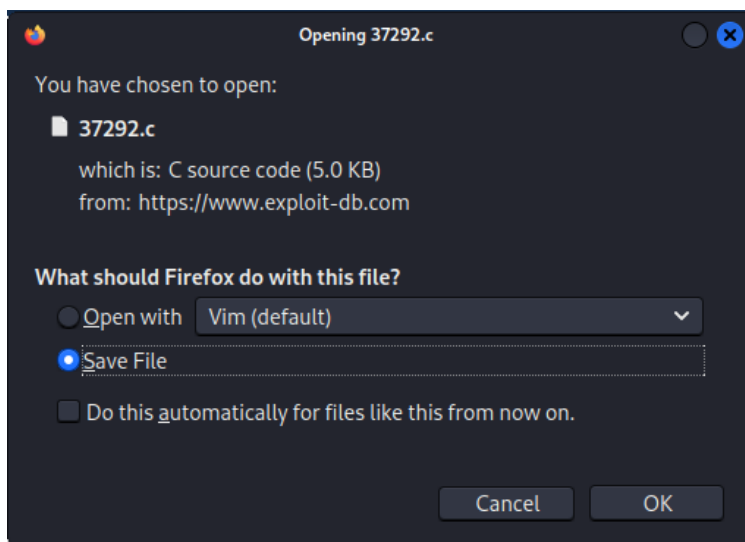 Opening 37292.c
You have chosen to open:
37292.c
which is: C source code (5.0 KB)
from: https://www.exploit-db.com
What should Firefox do with this file?
Open with Vim (default)
Save File
Do this automatically for files like this from now on.
Cancel OK